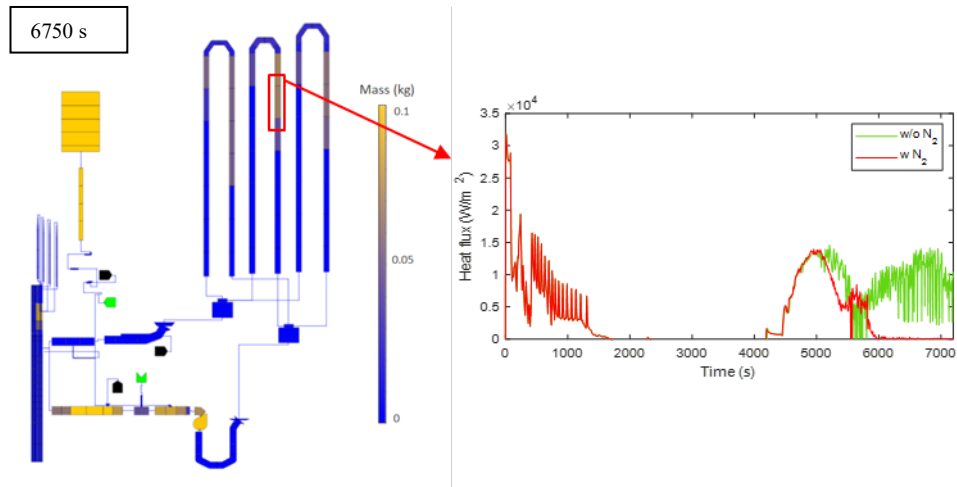 6750 s
Mass (kg)
0.1
0.05
0
×10⁴
3.5
3
2.5
2
1.5
1
0.5
0
Heat flux (W/m²)
w/o N₂
w N₂
0 1000 2000 3000 4000 5000 6000 7000
Time (s)